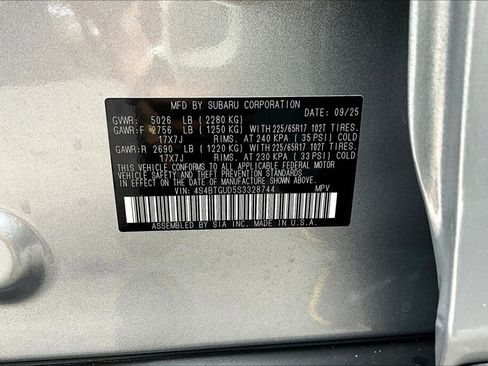 MFD BY SUBARU CORPORATION
GVWR: 5026 LB ( 2280 KG) DATE: 09/25
GAWR:F 2756 LB ( 1250 KG) WITH 225/65R17 102T TIRES,
17X7J RIMS, AT 240 KPA ( 35 PSI) COLD
GAWR:R 2690 LB ( 1220 KG) WITH 225/65R17 102T TIRES,
17X7J RIMS, AT 230 KPA ( 33 PSI) COLD
THIS VEHICLE CONFORMS TO ALL APPLICABLE FEDERAL MOTOR
VEHICLE SAFETY STANDARDS IN EFFECT ON THE DATE OF
MANUFACTURE SHOWN ABOVE.
VIN: 4S4BTGUD5S3328744 MPV
ASSEMBLED BY SIA INC. MADE IN U.S.A.